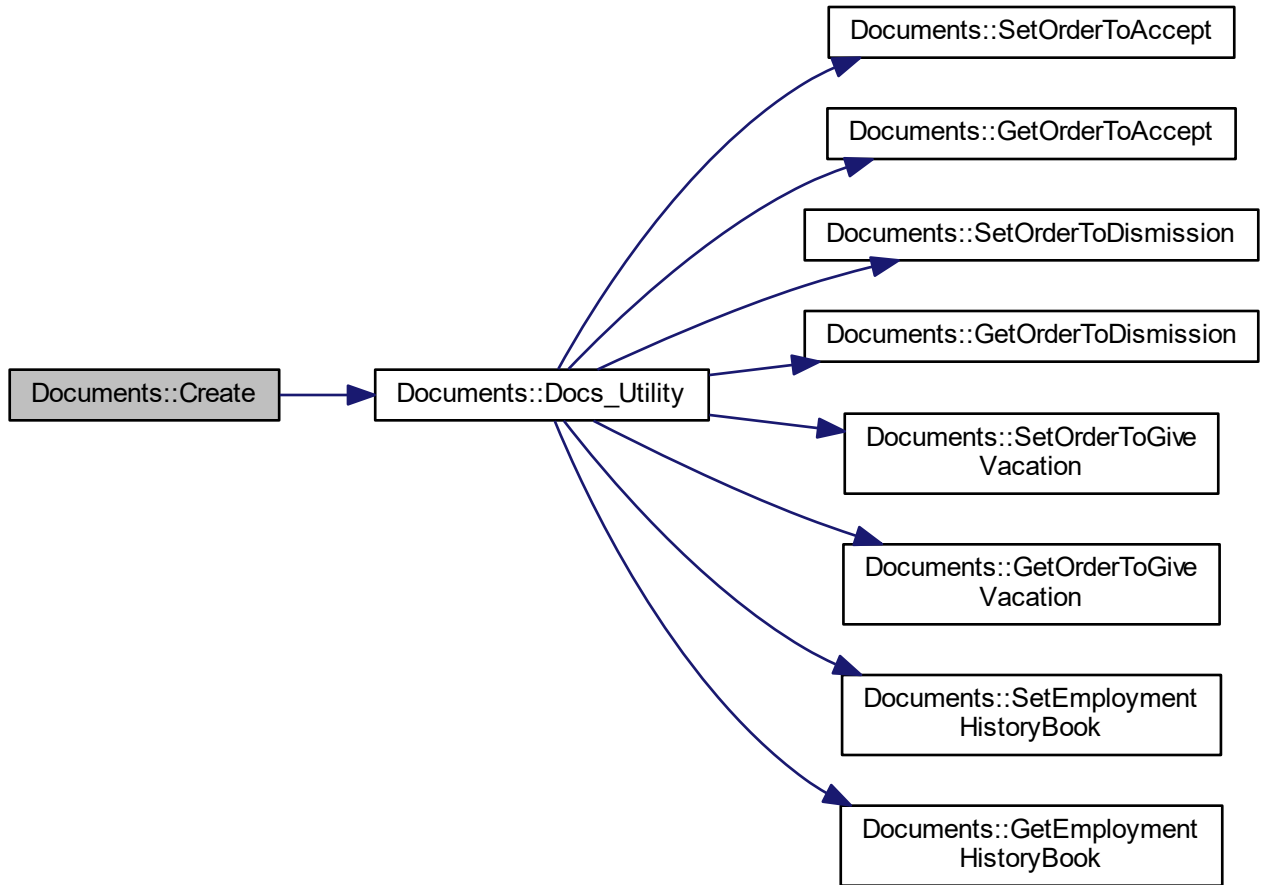 Documents::SetOrderToAccept
Documents::GetOrderToAccept
Documents::SetOrderToDismission
Documents::GetOrderToDismission
Documents::Create
Documents::Docs_Utility
Documents::SetOrderToGive
Vacation
Documents::GetOrderToGive
Vacation
Documents::SetEmployment
HistoryBook
Documents::GetEmployment
HistoryBook